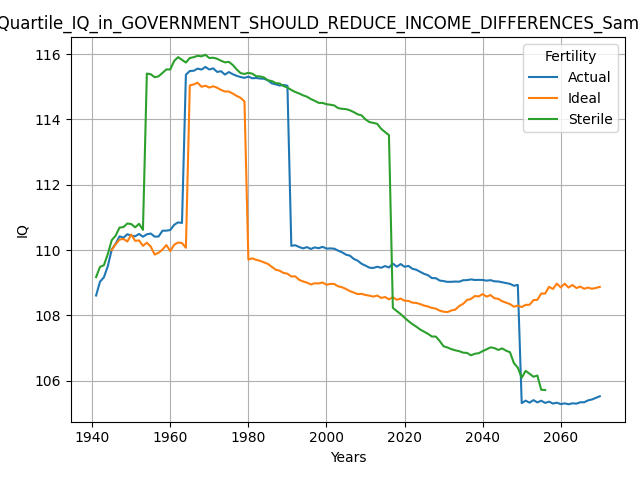 Quartile_IQ_in_GOVERNMENT_SHOULD_REDUCE_INCOME_DIFFERENCES_Sam
Fertility
Actual
Ideal
Sterile
IQ
116
114
112
110
108
106
1940 1960 1980 2000 2020 2040 2060
Years